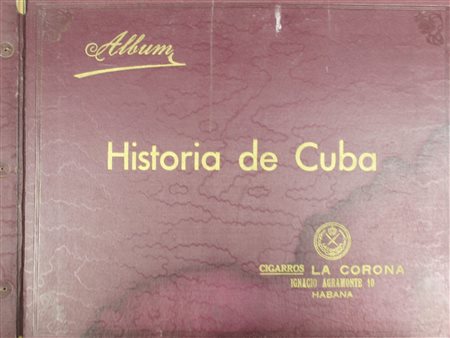 Album
Historia de Cuba
CIGARROS LA CORONA
IGNACIO AGRAMONTE 10
HABANA